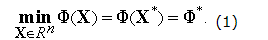 min Φ(X) = Φ(X*) = Φ*. (1)
X∈Rⁿ